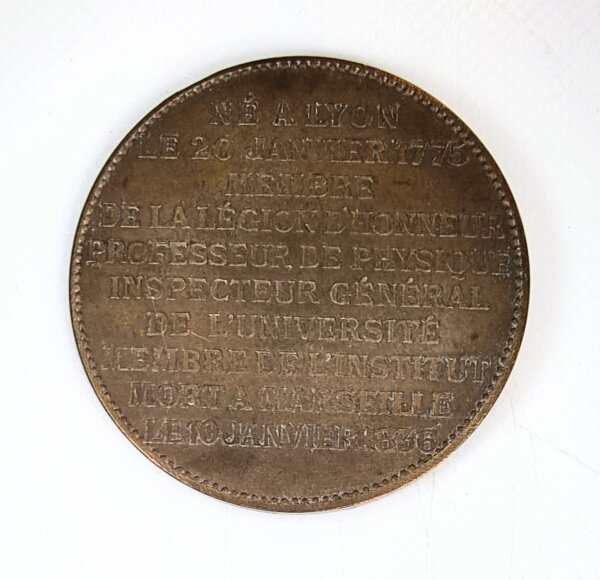 NÉ A LYON
LE 20 JANVIER 1775
MEMBRE
DE LA LÉGION D'HONNEUR
PROFESSEUR DE PHYSIQUE
INSPECTEUR GÉNÉRAL
DE L'UNIVERSITÉ
MEMBRE DE L'INSTITUT
MORT A MARSEILLE
LE 10 JANVIER 1836